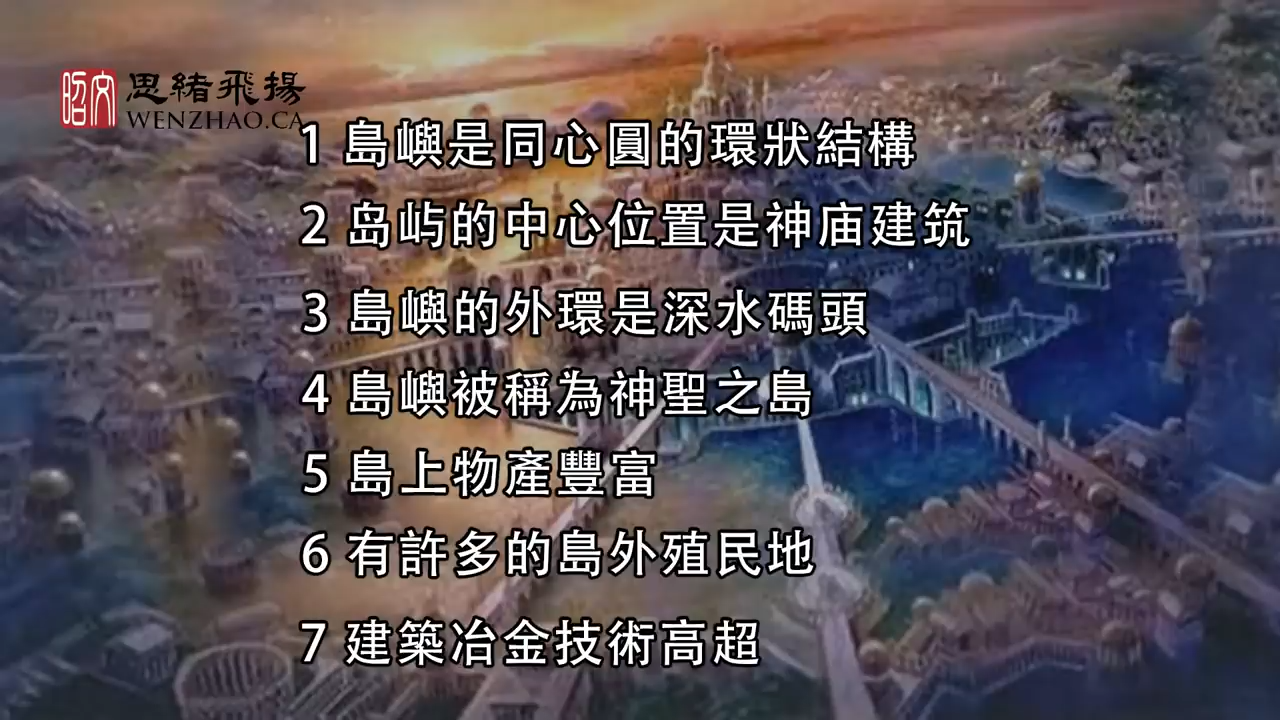 昭文
思緒飛揚
WENZHAO.CA
1 島嶼是同心圓的環狀結構
2 岛屿的中心位置是神庙建筑
3 島嶼的外環是深水碼頭
4 島嶼被稱為神聖之島
5 島上物產豐富
6 有許多的島外殖民地
7 建築冶金技術高超